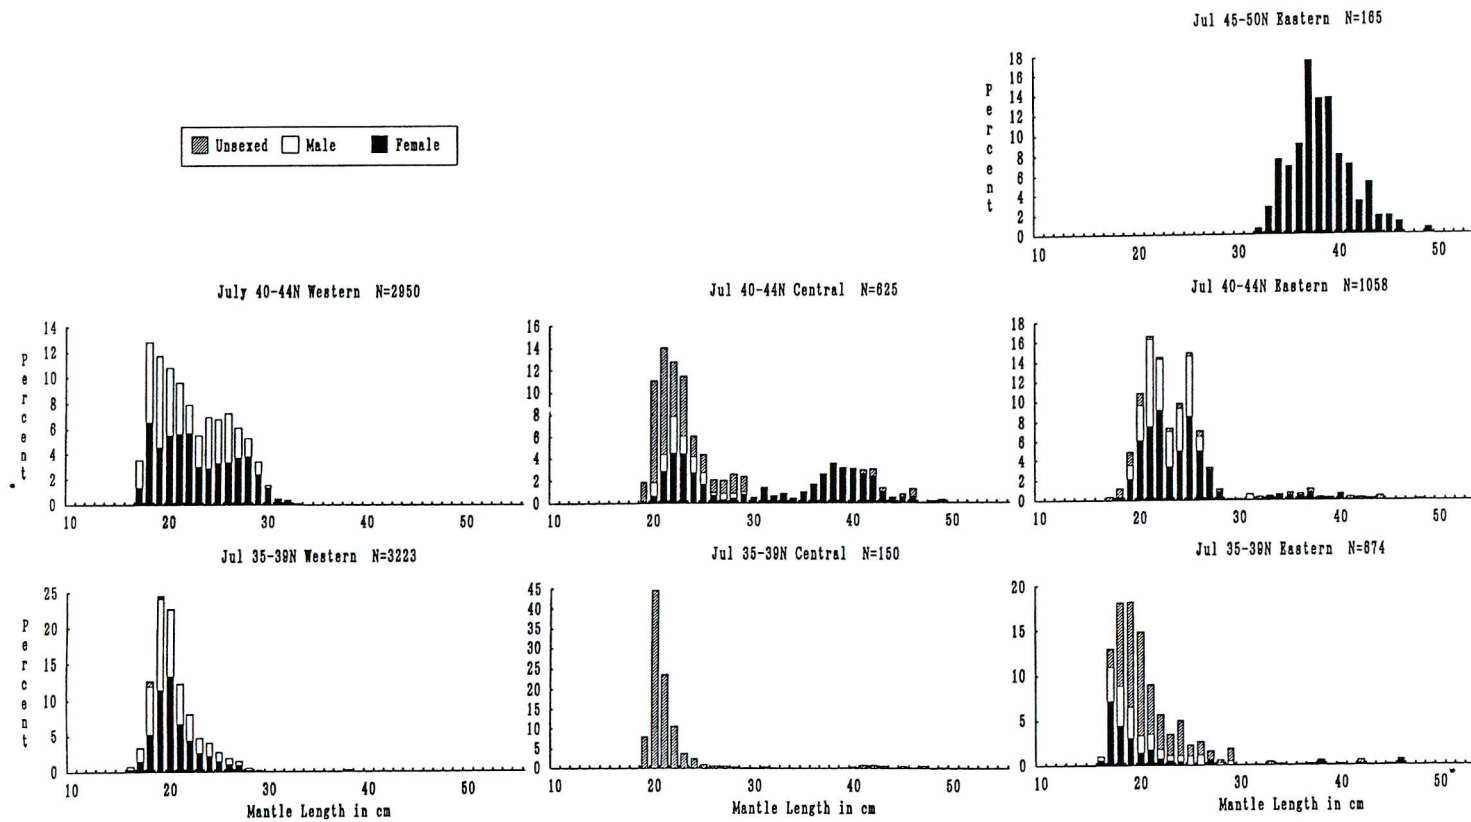 Jul 45-50N Eastern N=165
Percent
18
16
14
12
10
8
6
4
2
0
10 20 30 40 50
Unsexed Male Female
July 40-44N Western N=2950
Percent
14
12
10
8
6
4
2
0
10 20 30 40 50
Jul 40-44N Central N=625
16
14
12
10
8
6
4
2
0
10 20 30 40 50
Jul 40-44N Eastern N=1058
18
16
14
12
10
8
6
4
2
0
10 20 30 40 50
Jul 35-39N Western N=3223
Percent
25
20
15
10
5
0
10 20 30 40 50
Mantle Length in cm
Jul 35-39N Central N=150
45
40
35
30
25
20
15
10
5
0
10 20 30 40 50
Mantle Length in cm
Jul 35-39N Eastern N=674
20
15
10
5
0
10 20 30 40 50
Mantle Length in cm